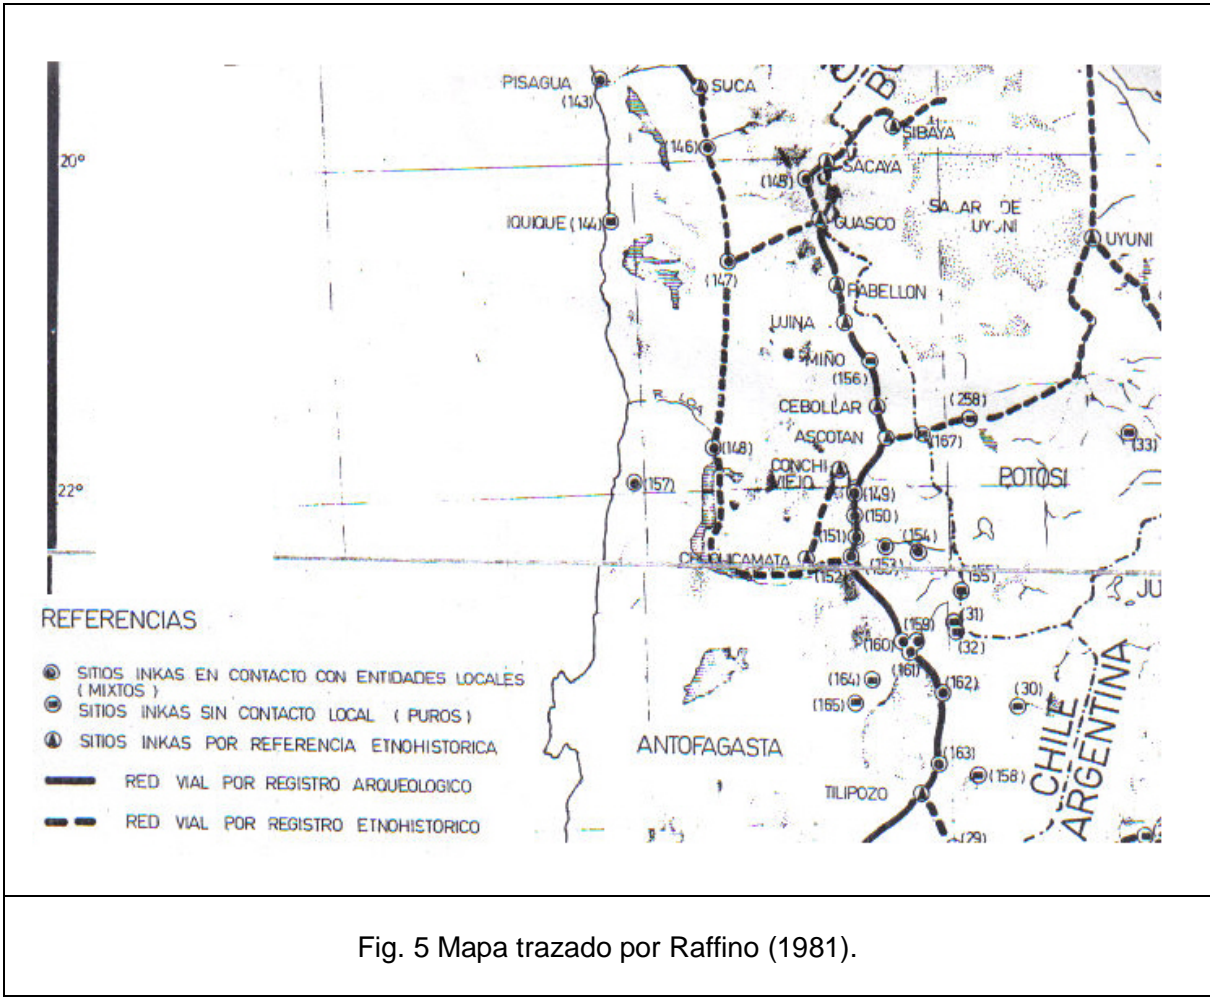 PISAGUA
(143)
SUCA
SIBAYA
20°
(146)
(145)
SACAYA
IQUIQUE (144)
GUASCO
UYUNI
(147)
PABELLON
UJINA
MIÑO
(156)
(258)
CEBOLLAR
R. LOA
ASCOTAN
(167)
(33)
(148)
CONCHI
VIEJO
POTOSI
22°
(157)
(149)
(150)
(151)
(154)
(153)
(152)
(155)
JU
(31)
(32)
(159)
(160)
(161)
(162)
(164)
(165)
(30)
CHILE
ARGENTINA
ANTOFAGASTA
(163)
(158)
TILIPOZO
(29)
REFERENCIAS
SITIOS INKAS EN CONTACTO CON ENTIDADES LOCALES
( MIXTOS )
SITIOS INKAS SIN CONTACTO LOCAL ( PUROS )
SITIOS INKAS POR REFERENCIA ETNOHISTORICA
RED VIAL POR REGISTRO ARQUEOLOGICO
RED VIAL POR REGISTRO ETNOHISTORICO
Fig. 5 Mapa trazado por Raffino (1981).